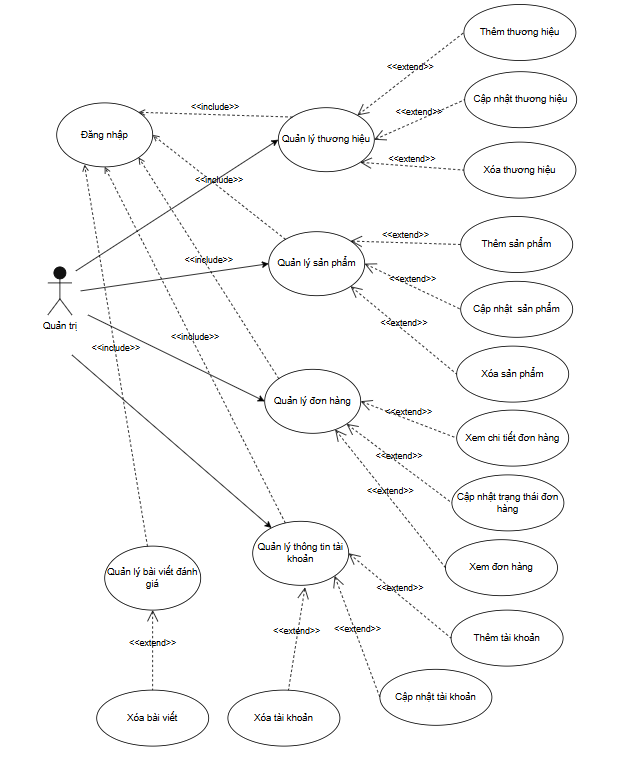 Thêm thương hiệu
<<extend>>
Cập nhật thương hiệu
<<include>>
<<extend>>
Đăng nhập
Quản lý thương hiệu
<<extend>>
Xóa thương hiệu
<<include>>
<<extend>>
Thêm sản phẩm
<<include>>
Quản lý sản phẩm
<<extend>>
Cập nhật sản phẩm
Quản trị
<<extend>>
<<include>>
<<include>>
Xóa sản phẩm
Quản lý đơn hàng
<<extend>>
Xem chi tiết đơn hàng
<<extend>>
<<extend>>
Cập nhật trạng thái đơn
hàng
Quản lý thông tin tài
khoản
Xem đơn hàng
Quản lý bài viết đánh
giá
<<extend>>
<<extend>>
<<extend>>
<<extend>>
Thêm tài khoản
Cập nhật tài khoản
Xóa bài viết
Xóa tài khoản